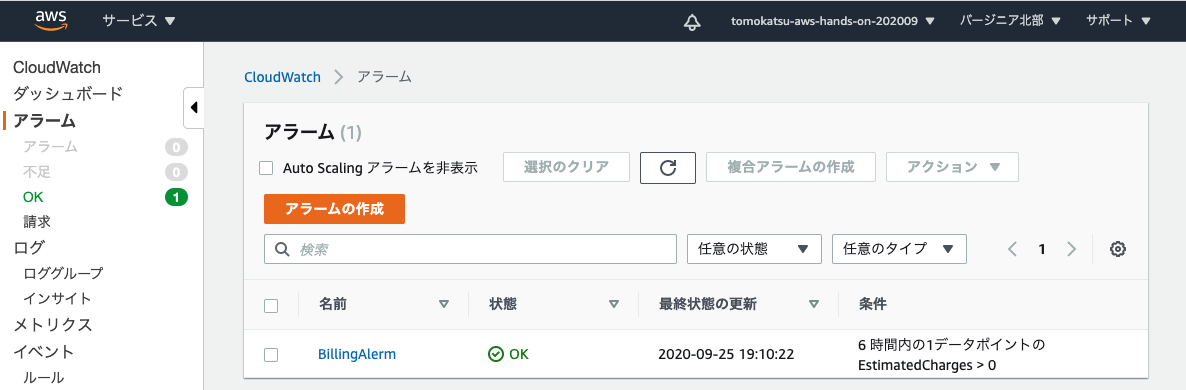 aws サービス tomokatsu-aws-hands-on-202009 バージニア北部 サポート
CloudWatch
ダッシュボード
アラーム
アラーム 0
不足 0
OK 1
請求
ログ
ロググループ
インサイト
メトリクス
イベント
ルール
CloudWatch アラーム
アラーム (1)
Auto Scaling アラームを非表示 選択のクリア 複合アラームの作成 アクション
アラームの作成
検索 任意の状態 任意のタイプ 1
名前 状態 最終状態の更新 条件
BillingAlerm OK 2020-09-25 19:10:22 6 時間内の1データポイントの
EstimatedCharges > 0